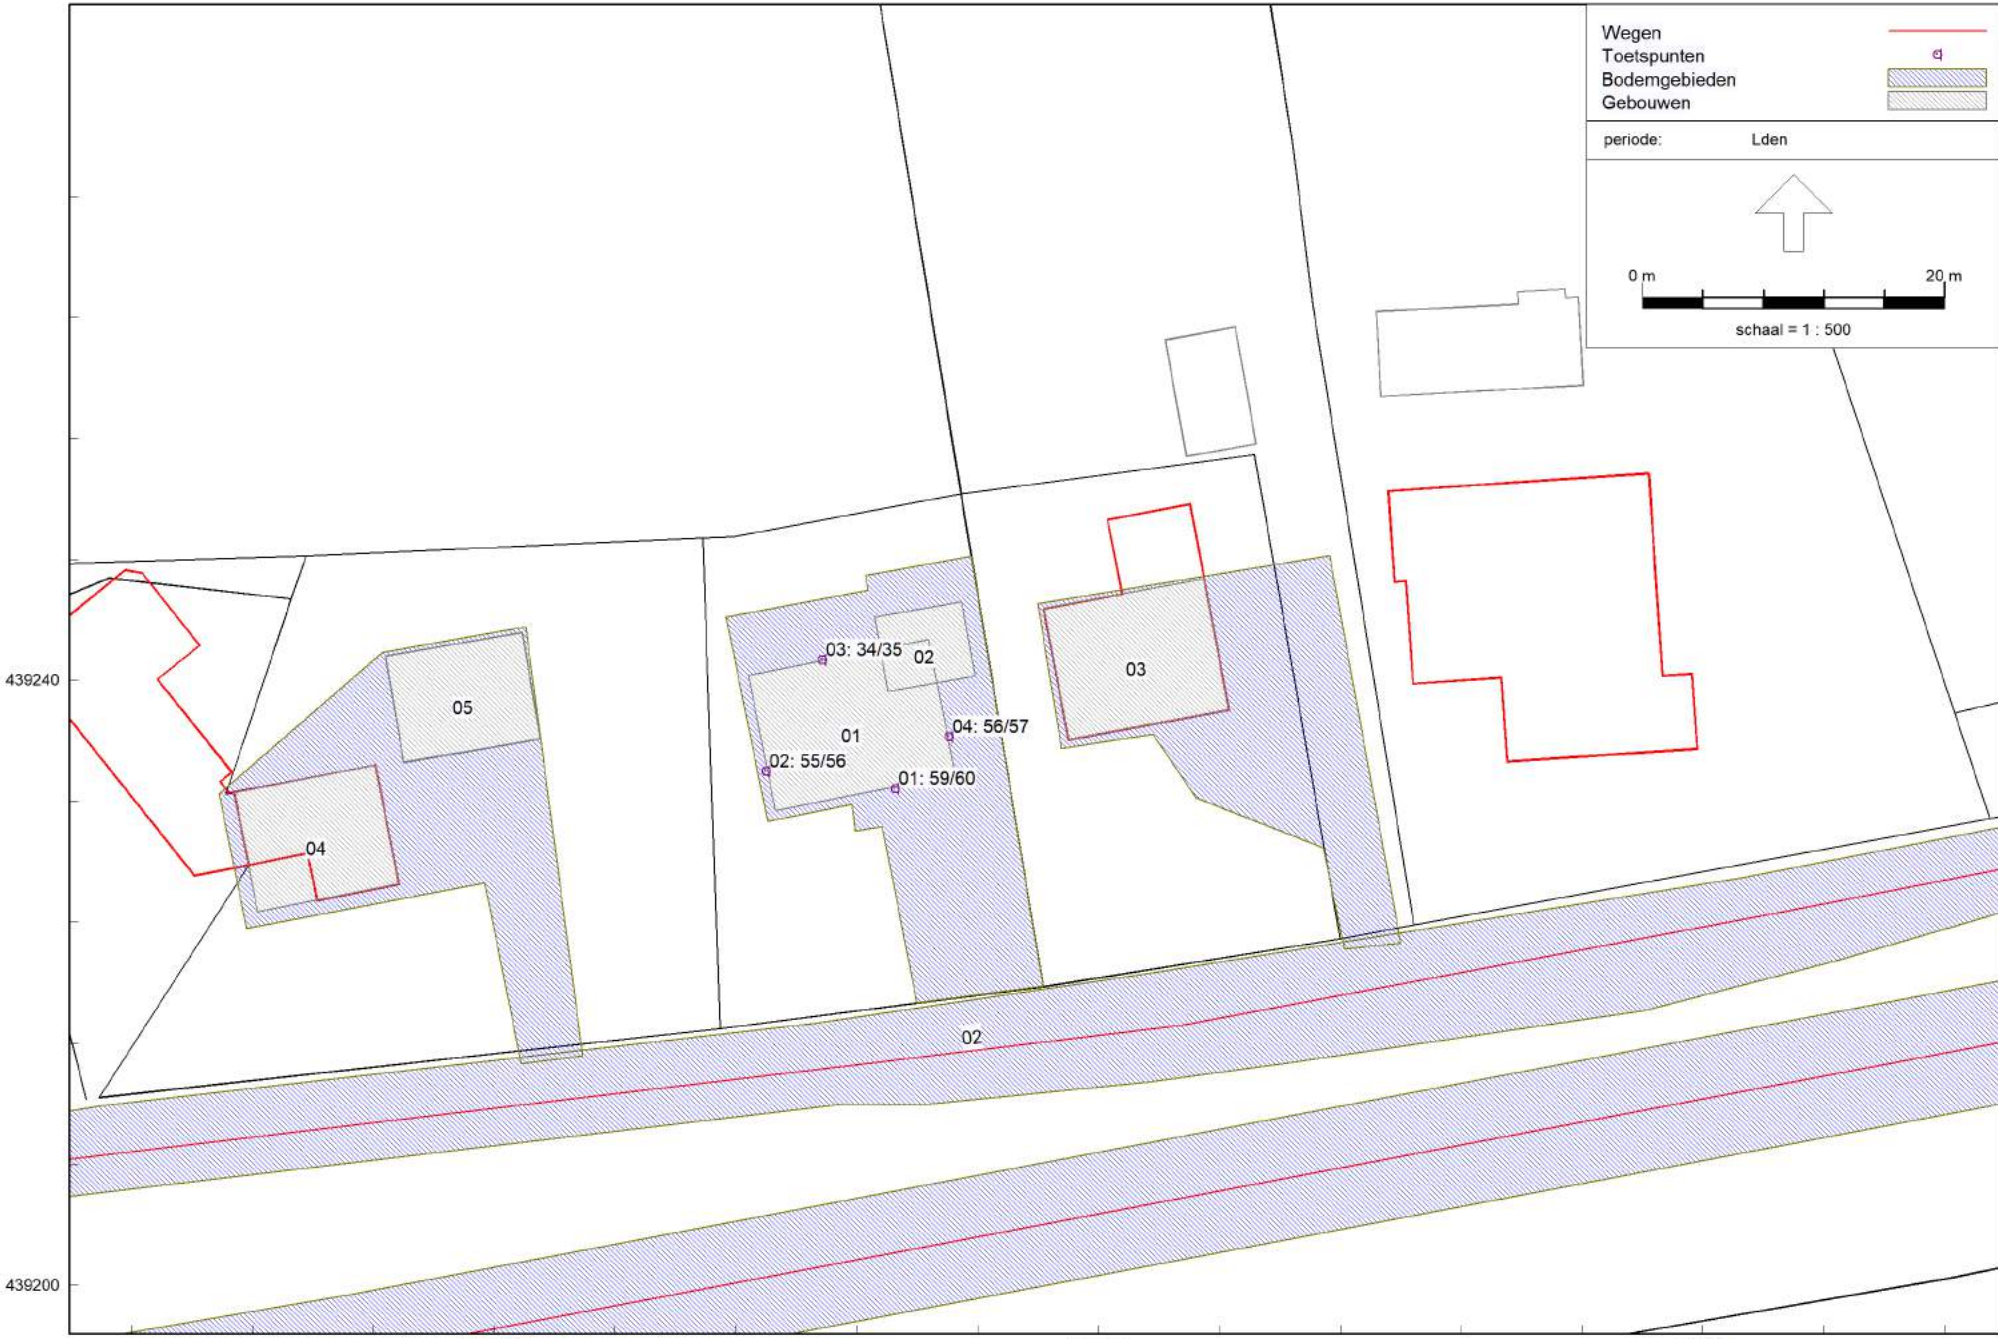 Wegen
Toetspunten
Bodemgebieden
Gebouwen
periode: Lden
0 m 20 m
schaal = 1 : 500
03: 34/35
02
03
439240
05
04: 56/57
01
02: 55/56
01: 59/60
04
02
439200